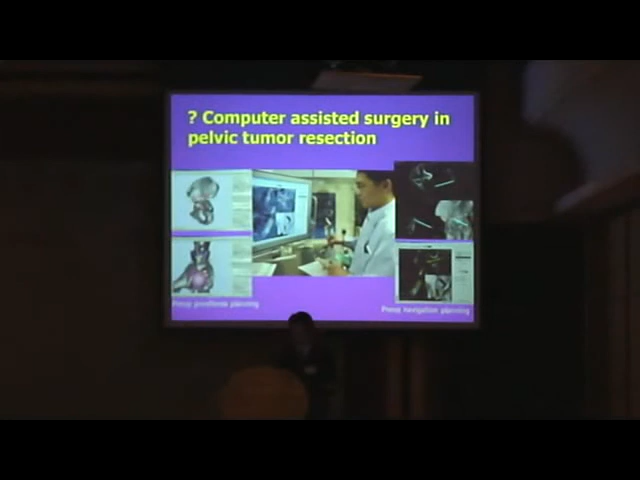 ? Computer assisted surgery in
pelvic tumor resection
Preop prosthesis planning
Preop navigation planning